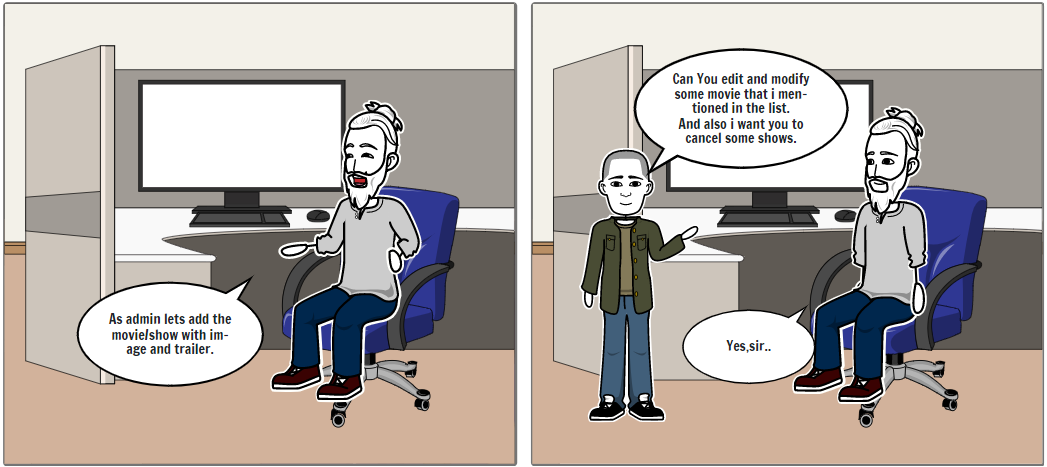 As admin lets add the
movie/show with im-
age and trailer.
Can You edit and modify
some movie that i men-
tioned in the list.
And also i want you to
cancel some shows.
Yes,sir..